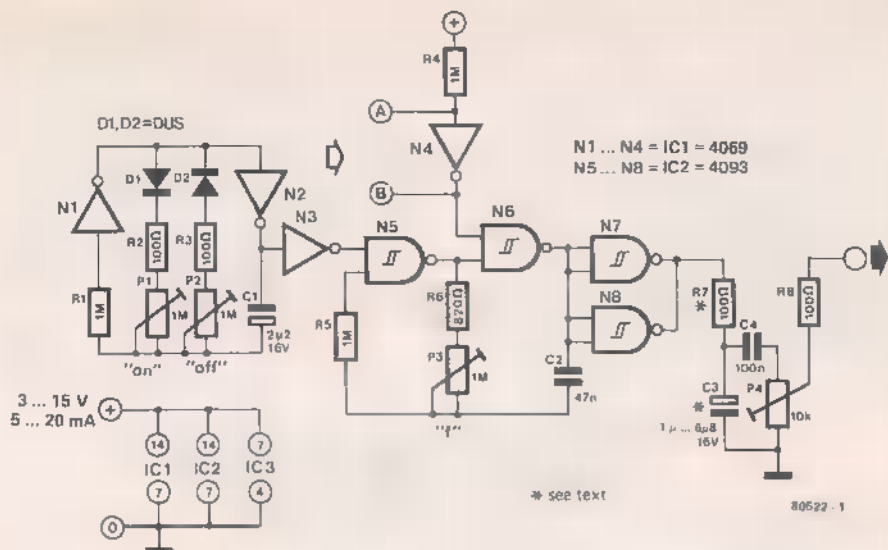 D1,D2=DUS
N1 ... N4 = IC1 = 4069
N5 ... N8 = IC2 = 4093
R4
1M
A
B
N4
N1
D1
D2
N2
N3
N5
N6
N7
N8
R1
1M
R2
100Ω
R3
100Ω
P1
1M
P2
1M
C1
2µ2
16V
"on"
"off"
R5
1M
R6
820Ω
P3
1M
"f"
C2
47n
R7
100Ω
*
C4
100n
C3
*
1µ...6µ8
16V
P4
10k
R8
100Ω
3 ... 15 V
5 ... 20 mA
+
14
14
7
IC1
IC2
IC3
7
7
4
0
* see text
80522 - 1